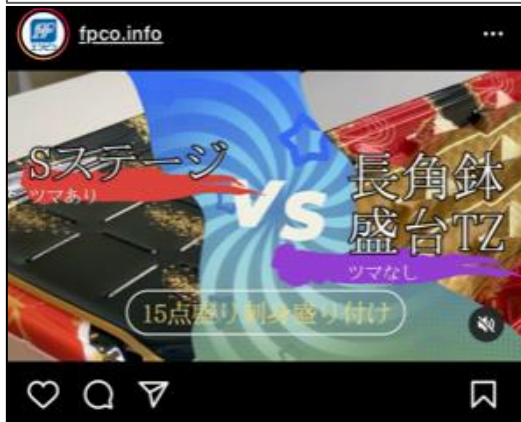 fpco.info
Sステージ
ツマあり
VS
長角鉢
盛台TZ
ツマなし
15点盛り刺身盛り付け